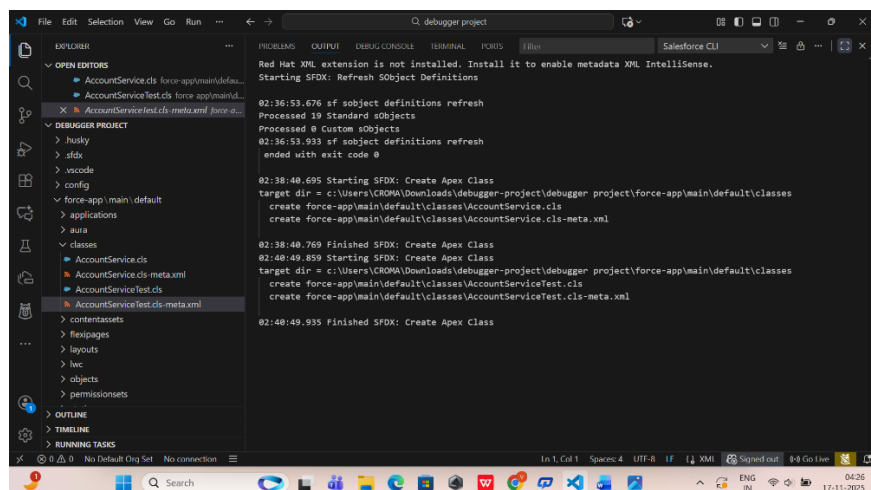 File Edit Selection View Go Run ...
debugger project
EXPLORER
OPEN EDITORS
AccountService.cls force-app\main\defau...
AccountServiceTest.cls force-app\main\d...
AccountServiceTest.cls-meta.xml force-a...
DEBUGGER PROJECT
.husky
.sfdx
.vscode
config
force-app \ main \ default
applications
aura
classes
AccountService.cls
AccountService.cls-meta.xml
AccountServiceTest.cls
AccountServiceTest.cls-meta.xml
contentassets
flexipages
layouts
lwc
objects
permissionsets
OUTLINE
TIMELINE
RUNNING TASKS
PROBLEMS OUTPUT DEBUG CONSOLE TERMINAL PORTS Filter Salesforce CLI
Red Hat XML extension is not installed. Install it to enable metadata XML IntelliSense.
Starting SFDX: Refresh SObject Definitions
02:36:53.676 sf sobject definitions refresh
Processed 19 Standard sObjects
Processed 0 Custom sObjects
02:36:53.933 sf sobject definitions refresh
ended with exit code 0
02:38:40.695 Starting SFDX: Create Apex Class
target dir = c:\Users\CROMA\Downloads\debugger-project\debugger project\force-app\main\default\classes
create force-app\main\default\classes\AccountService.cls
create force-app\main\default\classes\AccountService.cls-meta.xml
02:38:40.769 Finished SFDX: Create Apex Class
02:40:49.859 Starting SFDX: Create Apex Class
target dir = c:\Users\CROMA\Downloads\debugger-project\debugger project\force-app\main\default\classes
create force-app\main\default\classes\AccountServiceTest.cls
create force-app\main\default\classes\AccountServiceTest.cls-meta.xml
02:40:49.935 Finished SFDX: Create Apex Class
0 0 No Default Org Set No connection Ln 1, Col 1 Spaces: 4 UTF-8 LF XML Signed out Go Live
Search
ENG
IN
04:26
17-11-2025